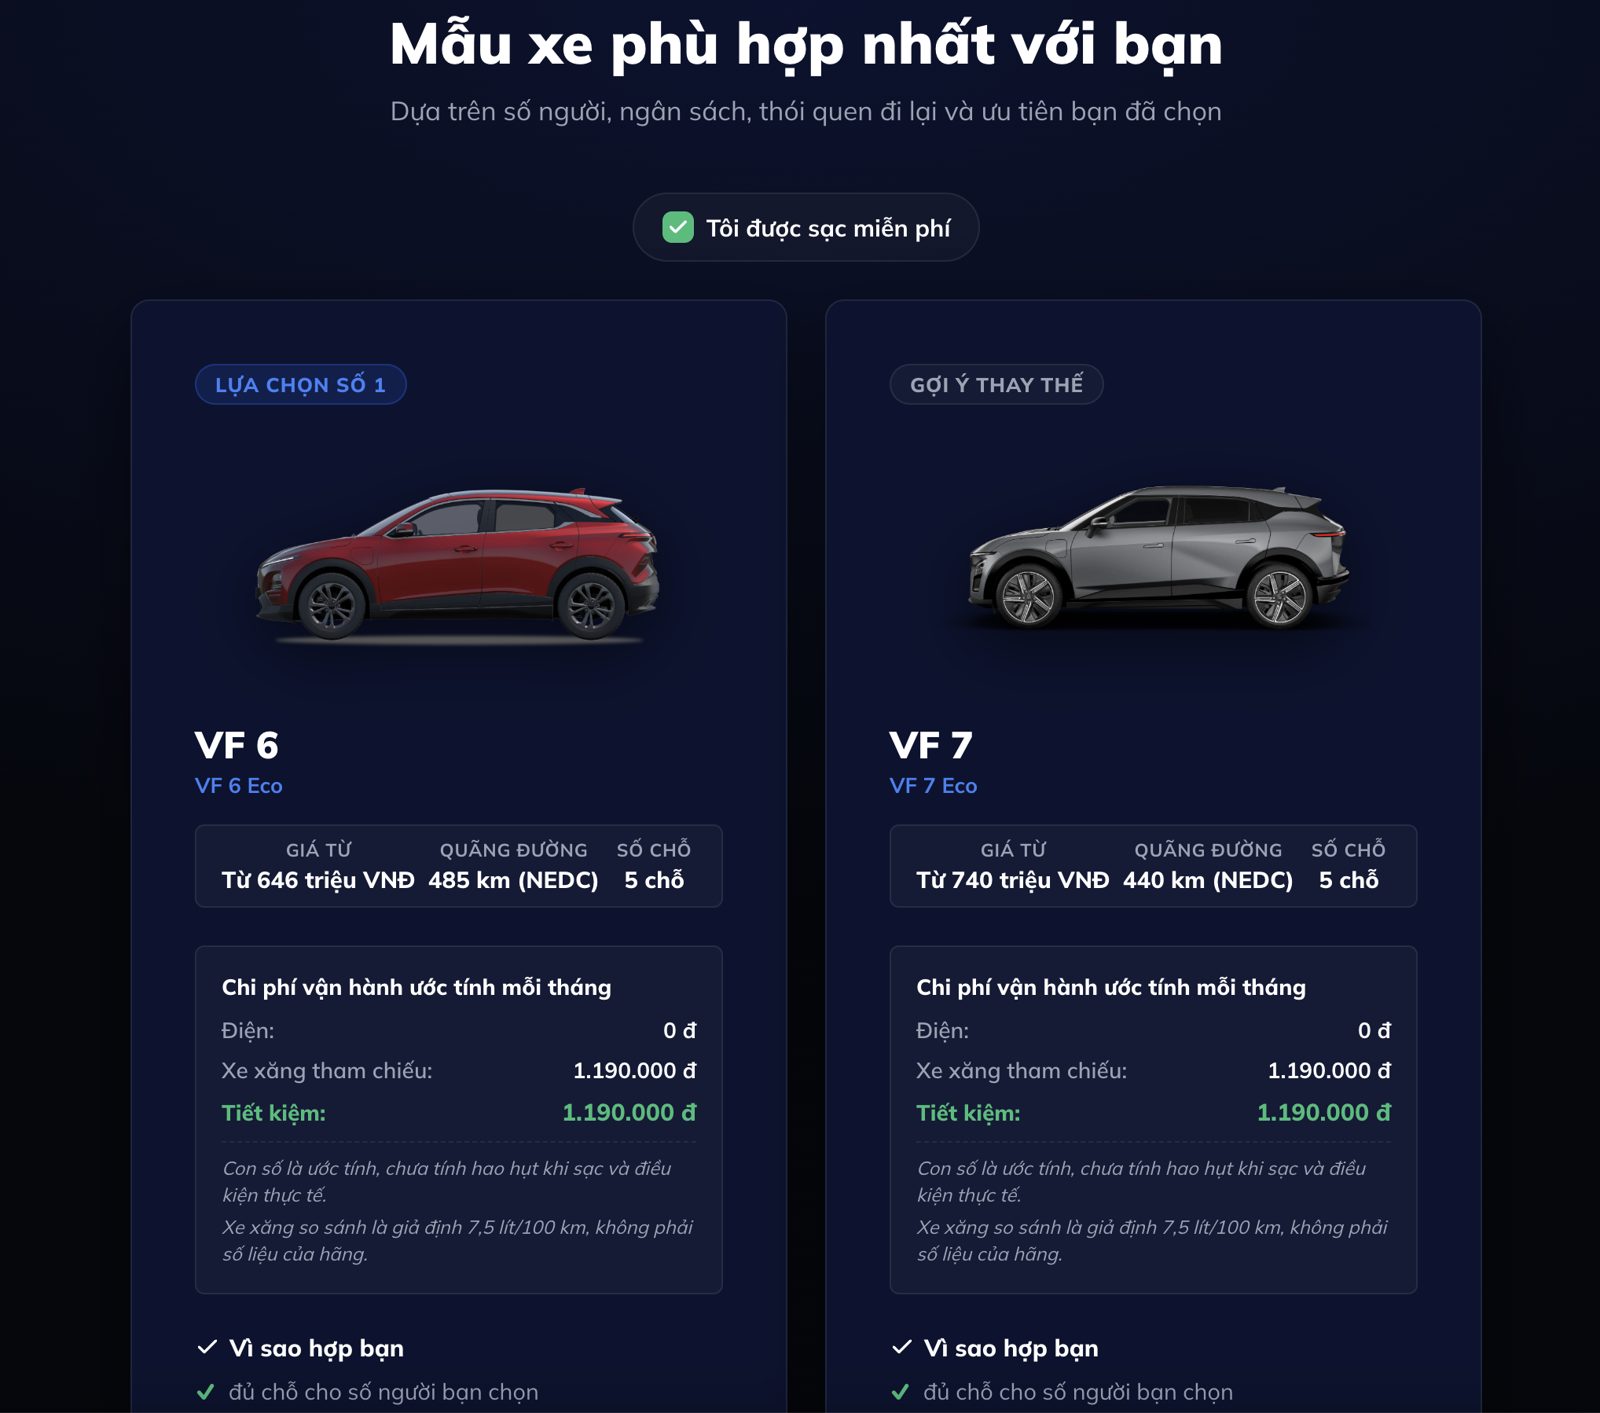 Mẫu xe phù hợp nhất với bạn
Dựa trên số người, ngân sách, thói quen đi lại và ưu tiên bạn đã chọn
Tôi được sạc miễn phí
LỰA CHỌN SỐ 1
VF 6
VF 6 Eco
GIÁ TỪ QUÃNG ĐƯỜNG SỐ CHỖ
Từ 646 triệu VNĐ 485 km (NEDC) 5 chỗ
Chi phí vận hành ước tính mỗi tháng
Điện: 0 đ
Xe xăng tham chiếu: 1.190.000 đ
Tiết kiệm: 1.190.000 đ
Con số là ước tính, chưa tính hao hụt khi sạc và điều
kiện thực tế.
Xe xăng so sánh là giả định 7,5 lít/100 km, không phải
số liệu của hãng.
Vì sao hợp bạn
đủ chỗ cho số người bạn chọn
GỢI Ý THAY THẾ
VF 7
VF 7 Eco
GIÁ TỪ QUÃNG ĐƯỜNG SỐ CHỖ
Từ 740 triệu VNĐ 440 km (NEDC) 5 chỗ
Chi phí vận hành ước tính mỗi tháng
Điện: 0 đ
Xe xăng tham chiếu: 1.190.000 đ
Tiết kiệm: 1.190.000 đ
Con số là ước tính, chưa tính hao hụt khi sạc và điều
kiện thực tế.
Xe xăng so sánh là giả định 7,5 lít/100 km, không phải
số liệu của hãng.
Vì sao hợp bạn
đủ chỗ cho số người bạn chọn